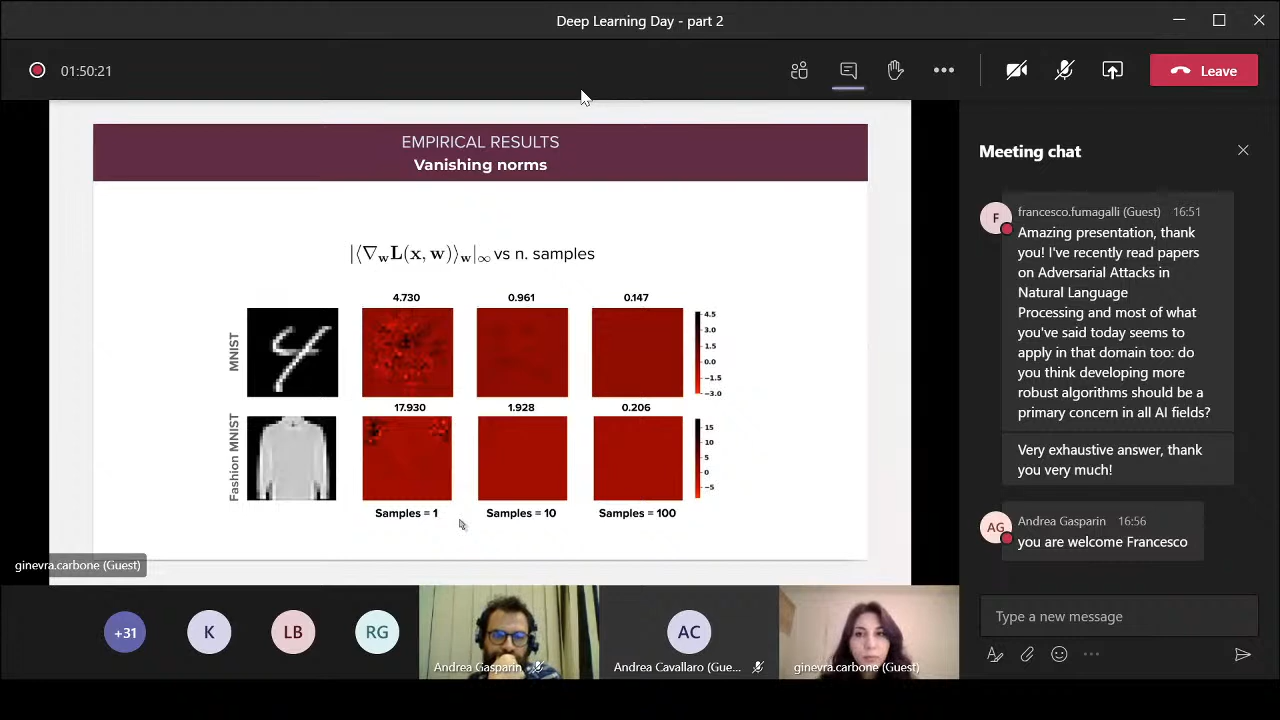 Deep Learning Day - part 2
01:50:21
Leave
EMPIRICAL RESULTS
Vanishing norms
|⟨∇wL(x, w)⟩w|∞ vs n. samples
4.730
0.961
0.147
MNIST
4.5
3.0
1.5
0.0
−1.5
−3.0
17.930
1.928
0.206
Fashion MNIST
15
10
5
0
−5
Samples = 1
Samples = 10
Samples = 100
ginevra.carbone (Guest)
+31
K
LB
RG
Andrea Gasparin
AC
Andrea Cavallaro (Gue...
ginevra.carbone (Guest)
Meeting chat
F
francesco.fumagalli (Guest) 16:51
Amazing presentation, thank
you! I've recently read papers
on Adversarial Attacks in
Natural Language
Processing and most of what
you've said today seems to
apply in that domain too: do
you think developing more
robust algorithms should be a
primary concern in all AI fields?
Very exhaustive answer, thank
you very much!
AG
Andrea Gasparin 16:56
you are welcome Francesco
Type a new message